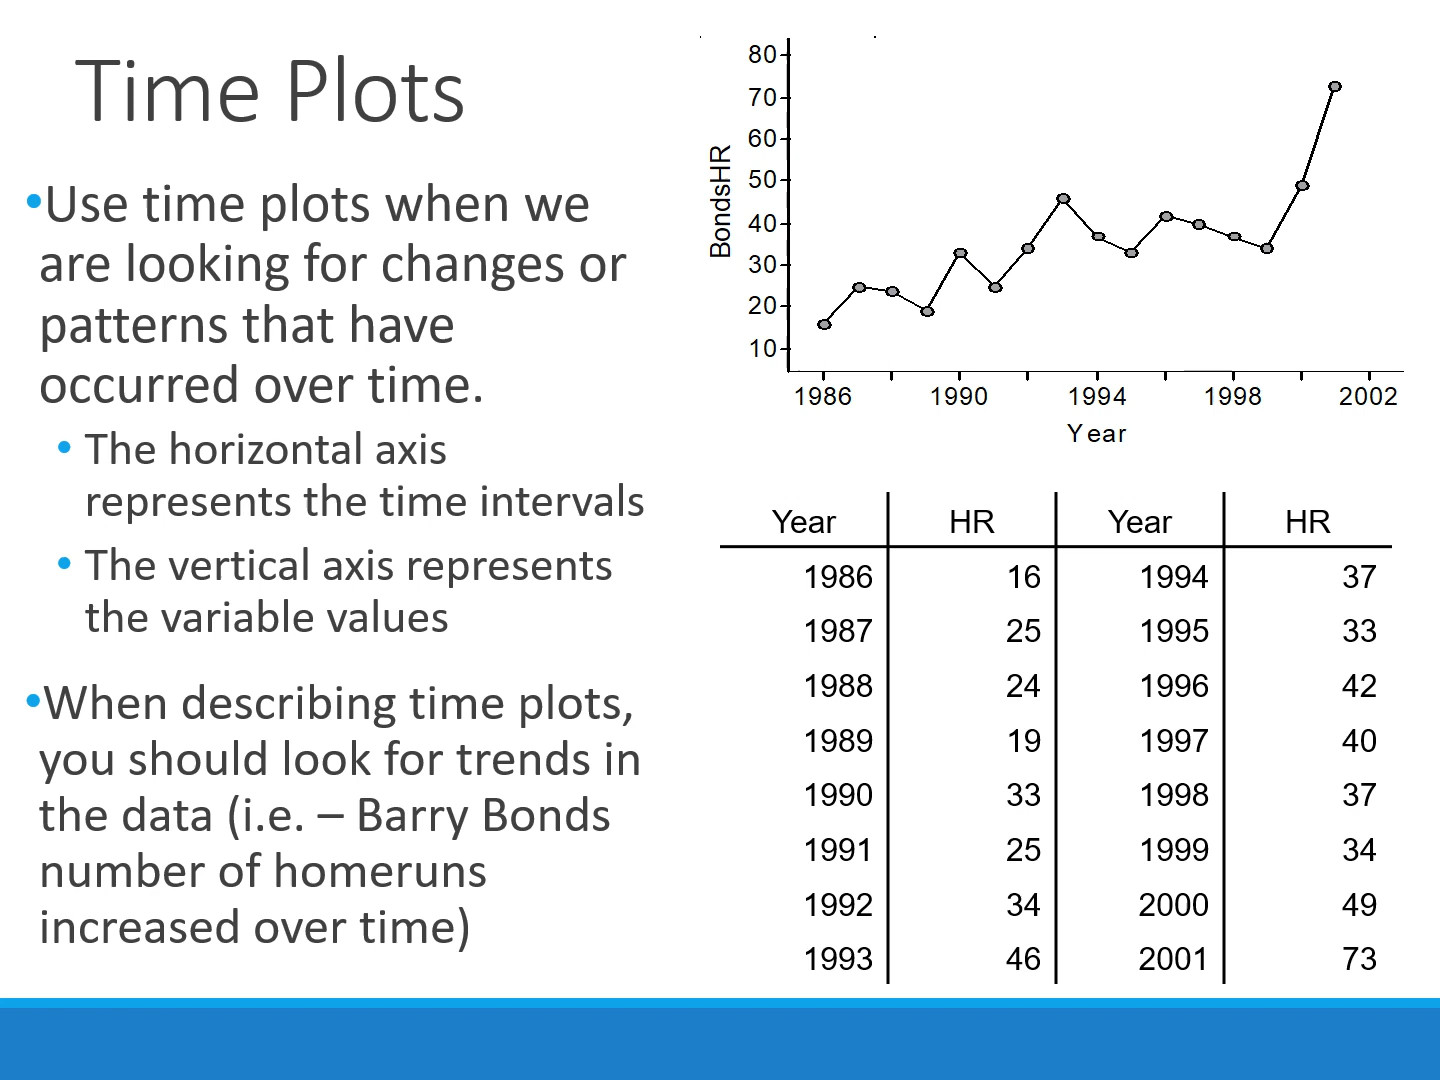 Time Plots
•Use time plots when we
are looking for changes or
patterns that have
occurred over time.
• The horizontal axis
represents the time intervals
• The vertical axis represents
the variable values
•When describing time plots,
you should look for trends in
the data (i.e. – Barry Bonds
number of homeruns
increased over time)
BondsHR
80
70
60
50
40
30
20
10
1986 1990 1994 1998 2002
Year
Year HR Year HR
1986 16 1994 37
1987 25 1995 33
1988 24 1996 42
1989 19 1997 40
1990 33 1998 37
1991 25 1999 34
1992 34 2000 49
1993 46 2001 73